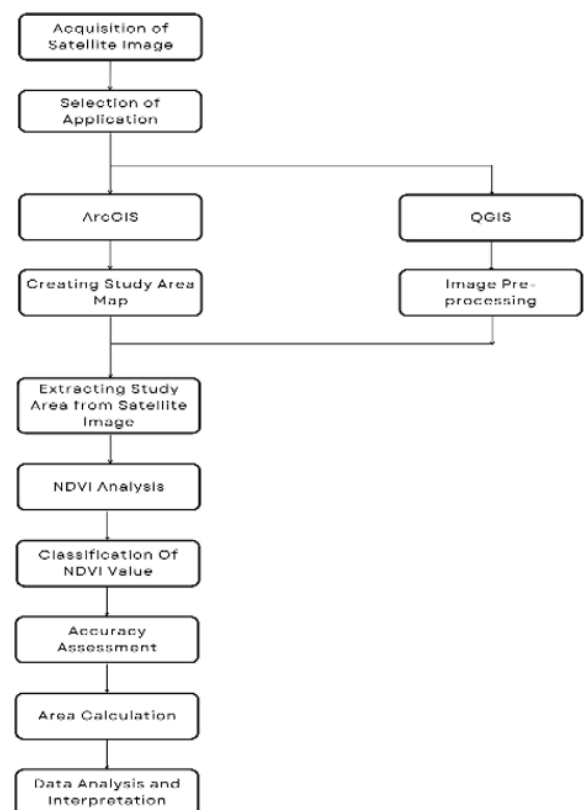 Acquisition of
Satellite Image
Selection of
Application
ArcGIS
QGIS
Creating Study Area
Map
Image Pre-
processing
Extracting Study
Area from Satellite
Image
NDVI Analysis
Classification Of
NDVI Value
Accuracy
Assessment
Area Calculation
Data Analysis and
Interpretation